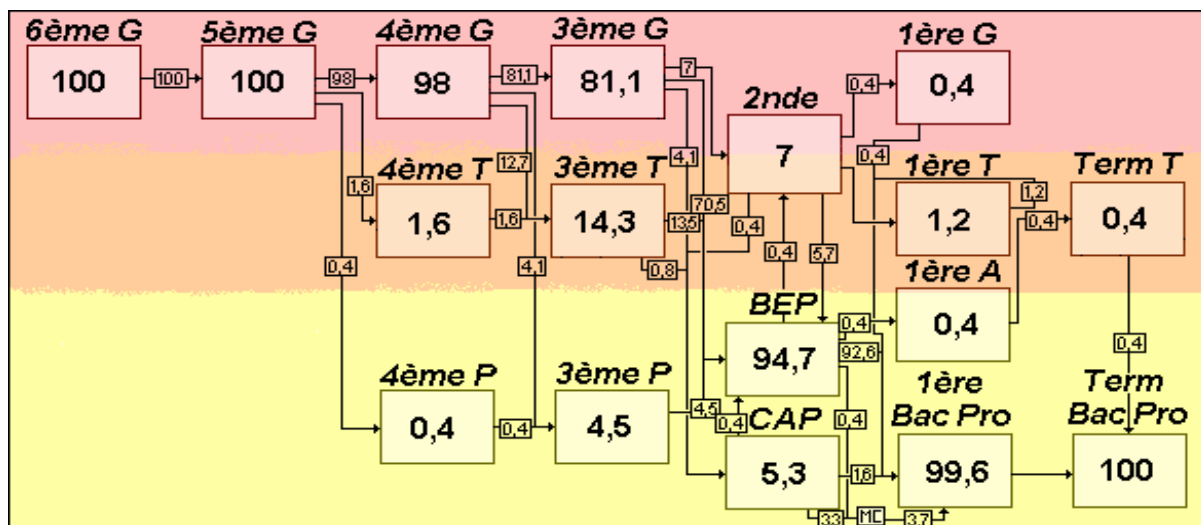 6ème G
5ème G
4ème G
3ème G
1ère G
100
100
100
98
98
81,1
81,1
7
2nde
0,4
0,4
7
4,1
0,4
12,7
1,6
4ème T
3ème T
1ère T
Term T
1,6
1,6
14,3
13,5
70,5
0,4
1,2
1,2
0,4
0,4
0,4
4,1
0,8
0,4
5,7
1ère A
BEP
0,4
0,4
94,7
92,6
0,4
4ème P
3ème P
1ère
Bac Pro
Term
Bac Pro
0,4
0,4
4,5
4,5
0,4
0,4
CAP
5,3
1,6
99,6
100
3,3
MC
3,7